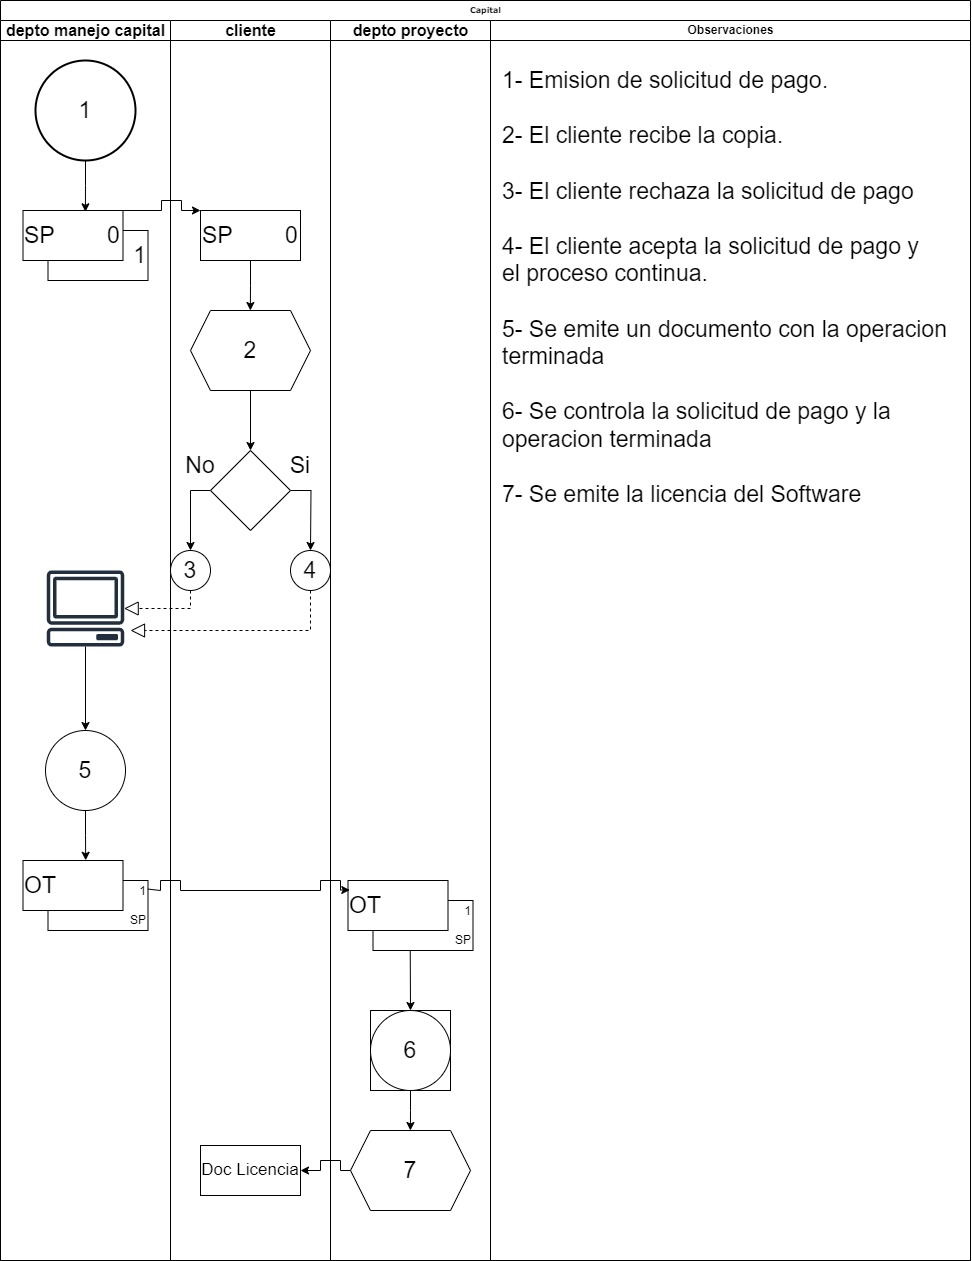 Capital
depto manejo capital
cliente
depto proyecto
Observaciones
1
1- Emision de solicitud de pago.
2- El cliente recibe la copia.
3- El cliente rechaza la solicitud de pago
4- El cliente acepta la solicitud de pago y
el proceso continua.
5- Se emite un documento con la operacion
terminada
6- Se controla la solicitud de pago y la
operacion terminada
7- Se emite la licencia del Software
SP 0
1
SP 0
2
No
Si
3
4
5
OT
1
SP
OT
1
SP
6
7
Doc Licencia